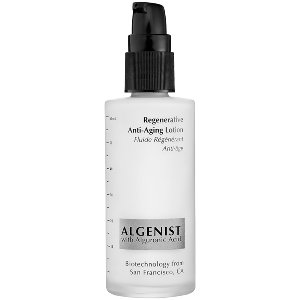 Regenerative
Anti-Aging Lotion
Fluide Régénérant
Anti-âge
ALGENIST
with Alguronic Acid
Biotechnology from
San Francisco, CA